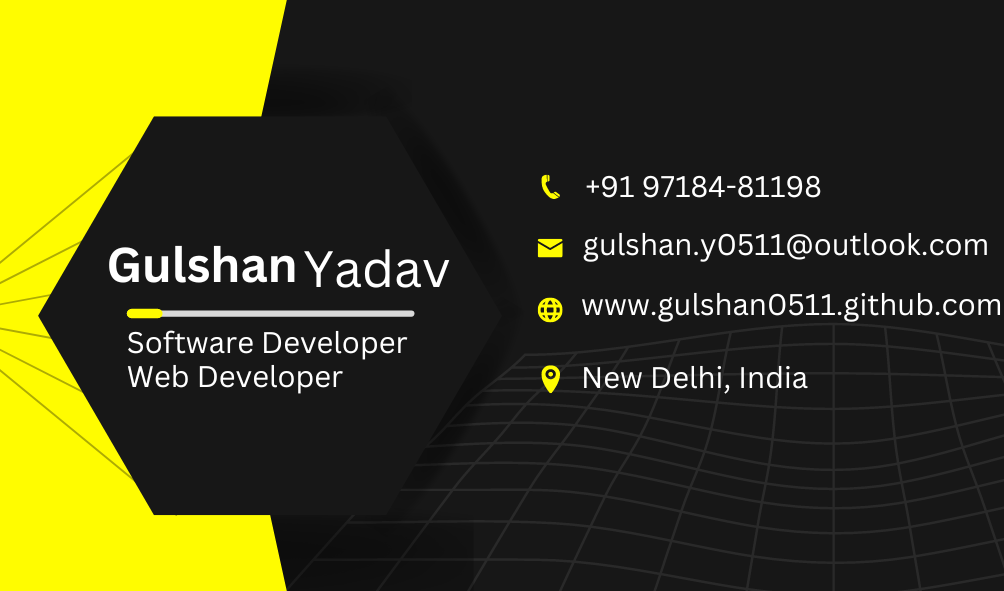 Gulshan Yadav
Software Developer
Web Developer
+91 97184-81198
gulshan.y0511@outlook.com
www.gulshan0511.github.com
New Delhi, India